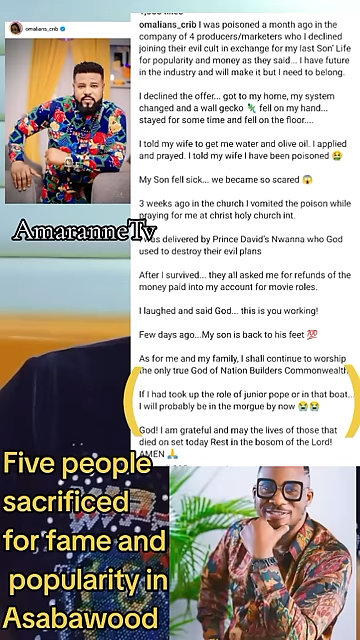 omalians_crib
omalians_crib I was poisoned a month ago in the
company of 4 producers/marketers who I declined
joining their evil cult in exchange for my last Son' Life
for popularity and money as they said... I have future
in the industry and will make it but I need to belong.
I declined the offer... got to my home, my system
changed and a wall gecko 🦎 fell on my hand...
stayed for some time and fell on the floor....
I told my wife to get me water and olive oil. I applied
and prayed. I told my wife I have been poisoned 😭
My Son fell sick... we became so scared 😱
3 weeks ago in the church I vomited the poison while
praying for me at christ holy church int.
AmaranneTv
was delivered by Prince David's Nwanna who God
used to destroy their evil plans
After I survived... they all asked me for refunds of the
money paid into my account for movie roles.
I laughed and said God... this is you working!
Few days ago...My son is back to his feet 💯
As for me and my family, I shall continue to worship
the only true God of Nation Builders Commonwealth.
If I had took up the role of junior pope or in that boat...
I will probably be in the morgue by now 😭😭
God! I am grateful and may the lives of those that
died on set today Rest in the bosom of the Lord!
AMEN 🙏
Five people
sacrificed
for fame and
popularity in
Asabawood